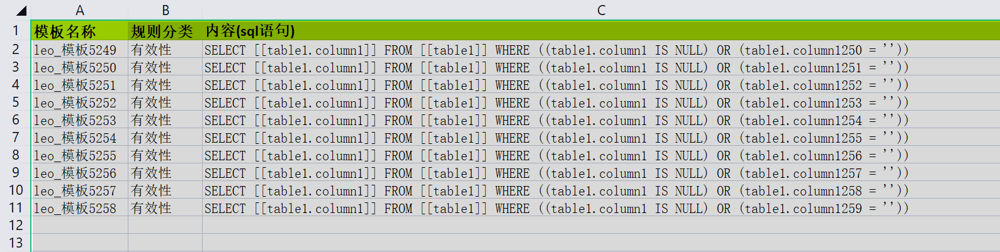 A B C
1 模板名称 规则分类 内容(sql语句)
2 leo_模板5249 有效性 SELECT [[table1.column1]] FROM [[table1]] WHERE ((table1.column1 IS NULL) OR (table1.column1250 = ''))
3 leo_模板5250 有效性 SELECT [[table1.column1]] FROM [[table1]] WHERE ((table1.column1 IS NULL) OR (table1.column1251 = ''))
4 leo_模板5251 有效性 SELECT [[table1.column1]] FROM [[table1]] WHERE ((table1.column1 IS NULL) OR (table1.column1252 = ''))
5 leo_模板5252 有效性 SELECT [[table1.column1]] FROM [[table1]] WHERE ((table1.column1 IS NULL) OR (table1.column1253 = ''))
6 leo_模板5253 有效性 SELECT [[table1.column1]] FROM [[table1]] WHERE ((table1.column1 IS NULL) OR (table1.column1254 = ''))
7 leo_模板5254 有效性 SELECT [[table1.column1]] FROM [[table1]] WHERE ((table1.column1 IS NULL) OR (table1.column1255 = ''))
8 leo_模板5255 有效性 SELECT [[table1.column1]] FROM [[table1]] WHERE ((table1.column1 IS NULL) OR (table1.column1256 = ''))
9 leo_模板5256 有效性 SELECT [[table1.column1]] FROM [[table1]] WHERE ((table1.column1 IS NULL) OR (table1.column1257 = ''))
10 leo_模板5257 有效性 SELECT [[table1.column1]] FROM [[table1]] WHERE ((table1.column1 IS NULL) OR (table1.column1258 = ''))
11 leo_模板5258 有效性 SELECT [[table1.column1]] FROM [[table1]] WHERE ((table1.column1 IS NULL) OR (table1.column1259 = ''))
12
13